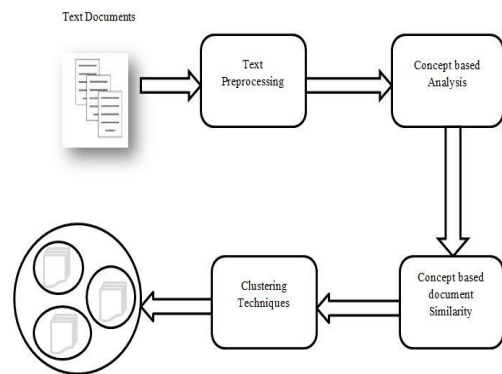 Text Documents
Text
Preprocessing
Concept based
Analysis
Concept based
document
Similarity
Clustering
Techniques